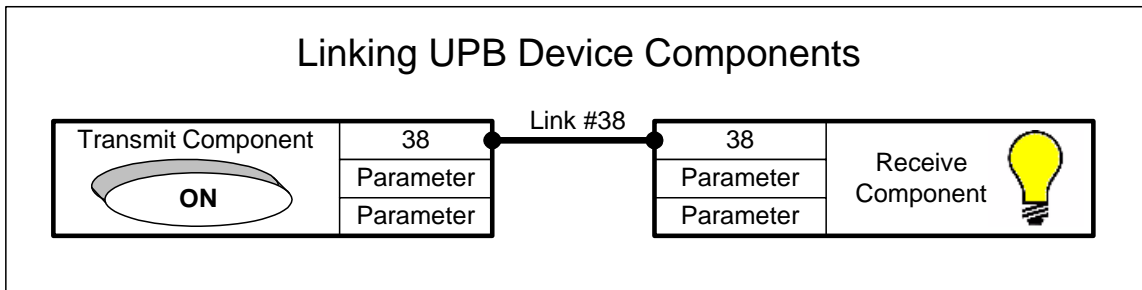 Linking UPB Device Components
Link #38
Transmit Component
ON
38
Parameter
Parameter
38
Parameter
Parameter
Receive
Component